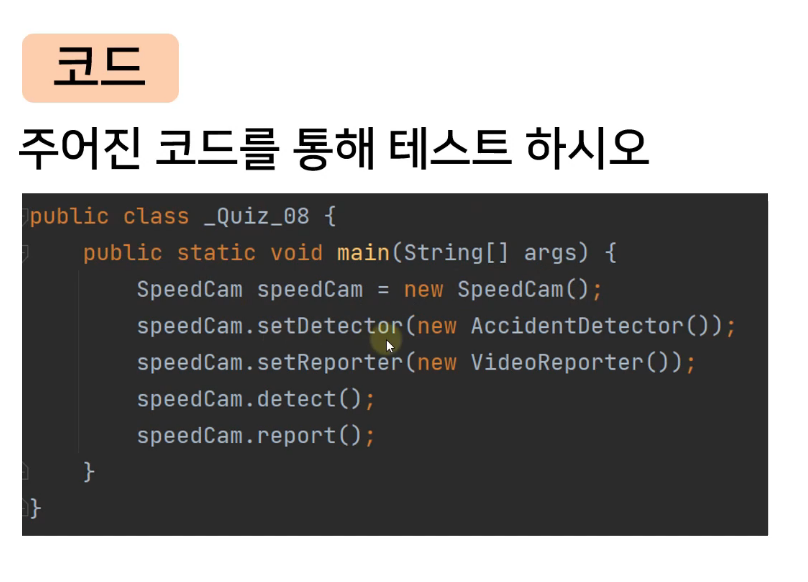 코드
주어진 코드를 통해 테스트 하시오
public class _Quiz_08 {
    public static void main(String[] args) {
        SpeedCam speedCam = new SpeedCam();
        speedCam.setDetector(new AccidentDetector());
        speedCam.setReporter(new VideoReporter());
        speedCam.detect();
        speedCam.report();
    }
}